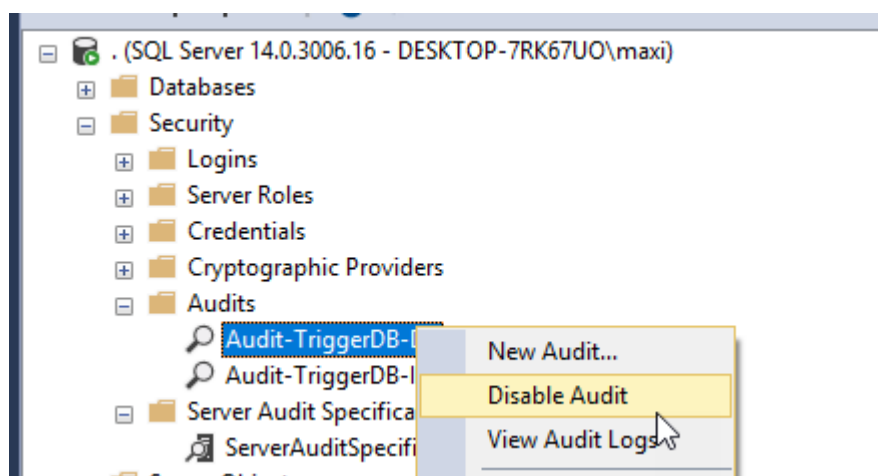 . (SQL Server 14.0.3006.16 - DESKTOP-7RK67UO\maxi)
Databases
Security
Logins
Server Roles
Credentials
Cryptographic Providers
Audits
Audit-TriggerDB-
New Audit...
Audit-TriggerDB-I
Disable Audit
Server Audit Specifica
View Audit Logs
ServerAuditSpecifi